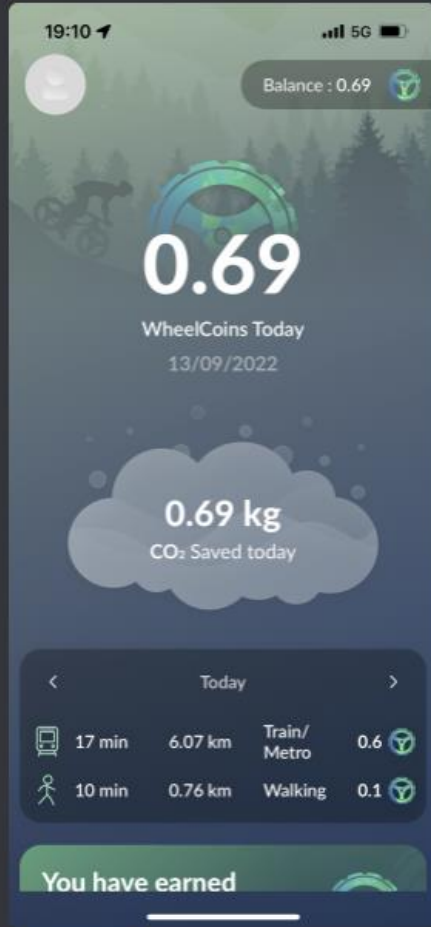 19:10
5G
Balance : 0.69
0.69
WheelCoins Today
13/09/2022
0.69 kg
CO₂ Saved today
Today
17 min 6.07 km Train/
Metro 0.6
10 min 0.76 km Walking 0.1
You have earned